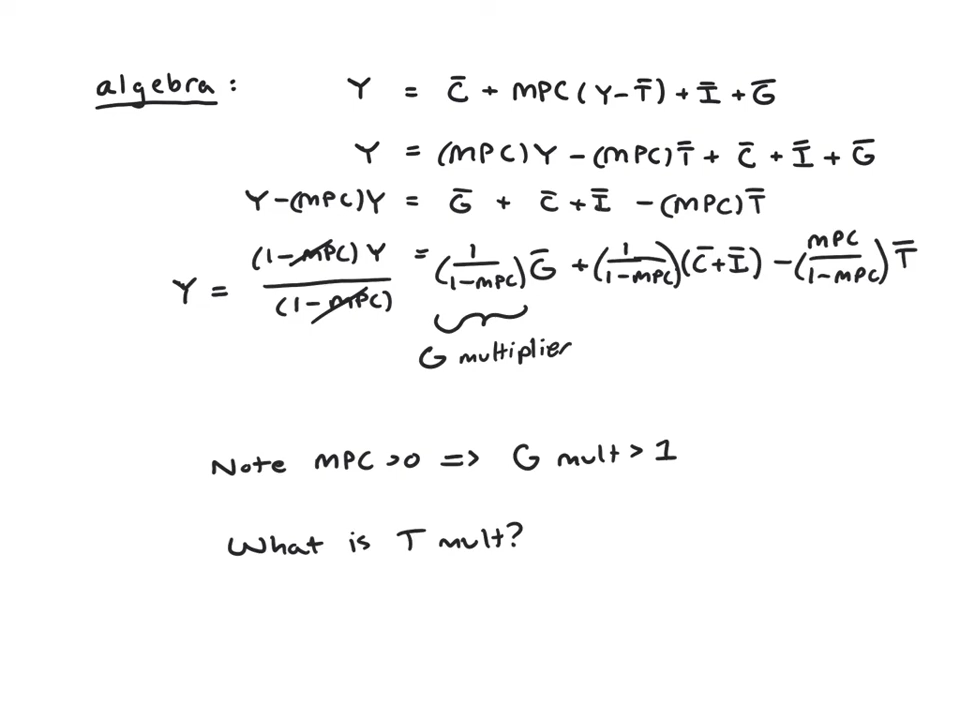 algebra: Y = C̄ + MPC(Y-T̄) + Ī + Ḡ
Y = (MPC)Y - (MPC)T̄ + C̄ + Ī + Ḡ
Y-(MPC)Y = Ḡ + C̄ + Ī - (MPC)T̄
Y = (1-MPC)Y / (1-MPC) = (1/(1-MPC))Ḡ + (1/(1-MPC))(C̄+Ī) - (MPC/(1-MPC))T̄
G multiplier
Note MPC >0 => G mult > 1
What is T mult?